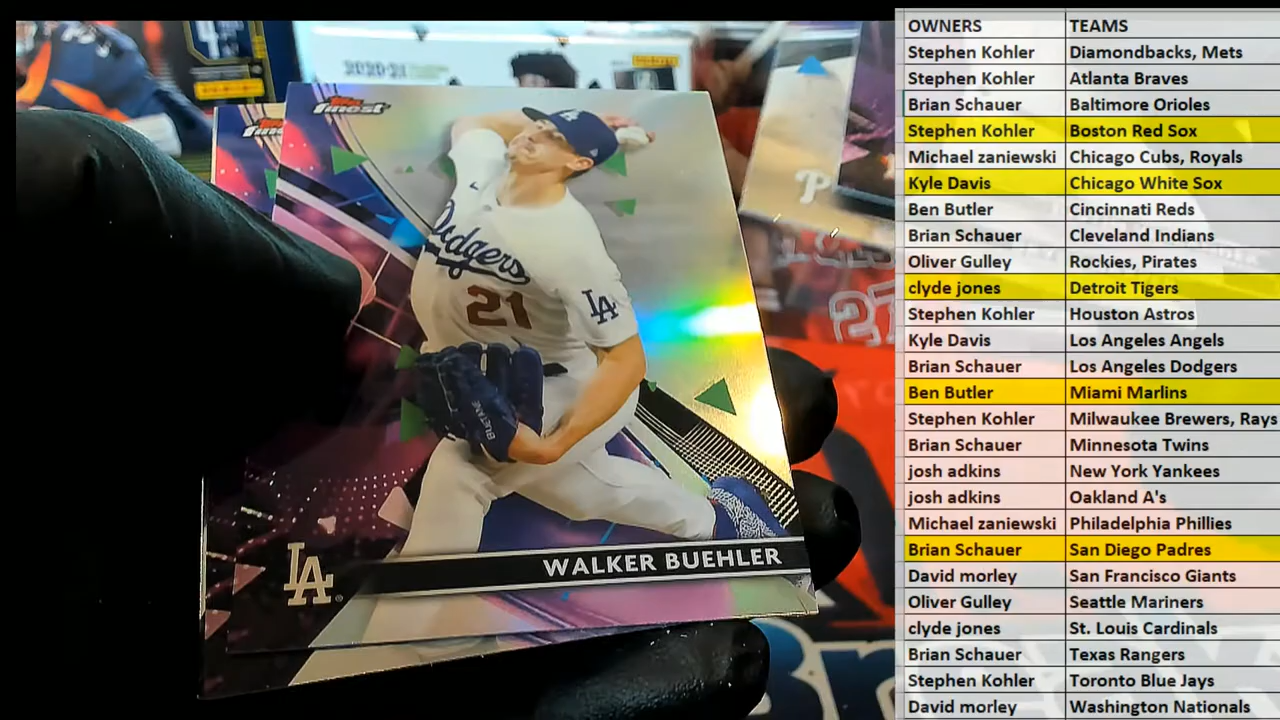 2020-21
Topps
finest
LA
Dodgers
21
LA
WALKER BUEHLER
LA
P
27
OWNERS TEAMS
Stephen Kohler Diamondbacks, Mets
Stephen Kohler Atlanta Braves
Brian Schauer Baltimore Orioles
Stephen Kohler Boston Red Sox
Michael zaniewski Chicago Cubs, Royals
Kyle Davis Chicago White Sox
Ben Butler Cincinnati Reds
Brian Schauer Cleveland Indians
Oliver Gulley Rockies, Pirates
clyde jones Detroit Tigers
Stephen Kohler Houston Astros
Kyle Davis Los Angeles Angels
Brian Schauer Los Angeles Dodgers
Ben Butler Miami Marlins
Stephen Kohler Milwaukee Brewers, Rays
Brian Schauer Minnesota Twins
josh adkins New York Yankees
josh adkins Oakland A's
Michael zaniewski Philadelphia Phillies
Brian Schauer San Diego Padres
David morley San Francisco Giants
Oliver Gulley Seattle Mariners
clyde jones St. Louis Cardinals
Brian Schauer Texas Rangers
Stephen Kohler Toronto Blue Jays
David morley Washington Nationals